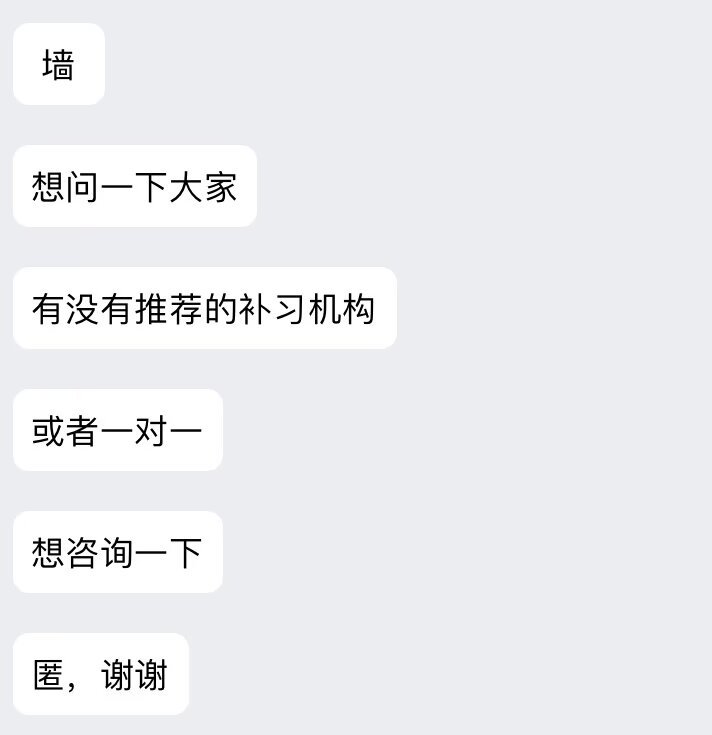 墙
想问一下大家
有没有推荐的补习机构
或者一对一
想咨询一下
匿，谢谢